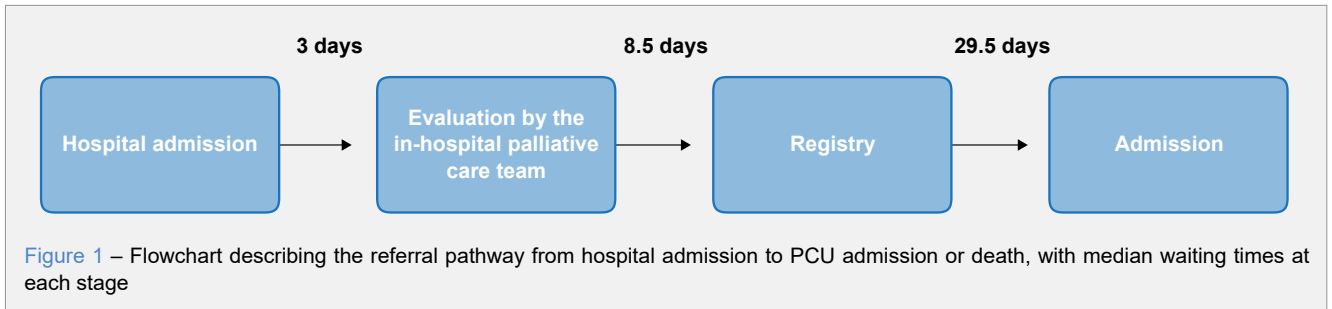 3 days
8.5 days
29.5 days
Hospital admission
Evaluation by the
in-hospital palliative
care team
Registry
Admission
Figure 1 – Flowchart describing the referral pathway from hospital admission to PCU admission or death, with median waiting times at
each stage